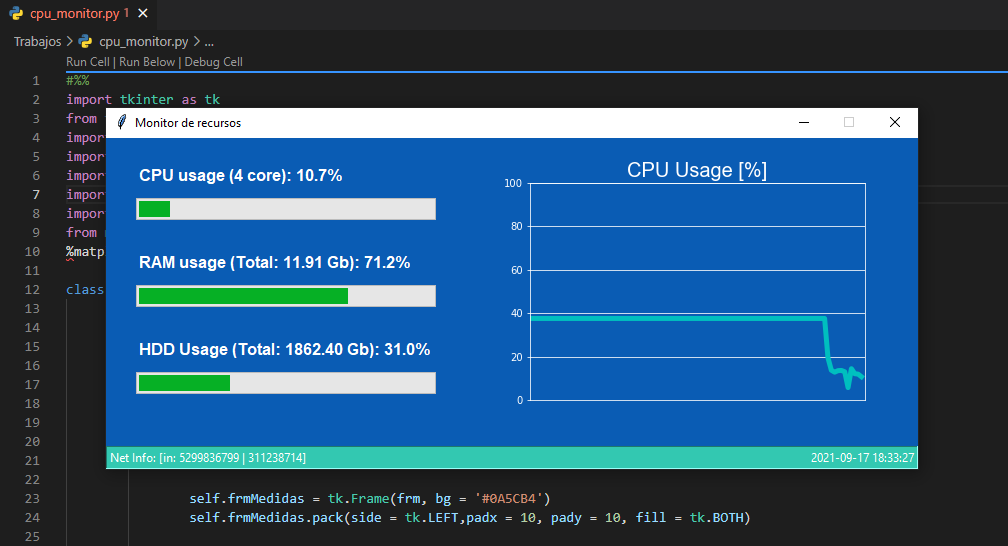 cpu_monitor.py 1
Trabajos > cpu_monitor.py > ...
Run Cell | Run Below | Debug Cell
1 #%%
2 import tkinter as tk
3 from
4 impor
5 impor
6 impor
7 impor
8 impor
9 from
10 %matp
11
12 class
13
14
15
16
17
18
19
20
21
22
23 self.frmMedidas = tk.Frame(frm, bg = '#0A5CB4')
24 self.frmMedidas.pack(side = tk.LEFT,padx = 10, pady = 10, fill = tk.BOTH)
25
Monitor de recursos
CPU usage (4 core): 10.7%
RAM usage (Total: 11.91 Gb): 71.2%
HDD Usage (Total: 1862.40 Gb): 31.0%
CPU Usage [%]
100
80
60
40
20
0
Net Info: [in: 5299836799 | 311238714]
2021-09-17 18:33:27